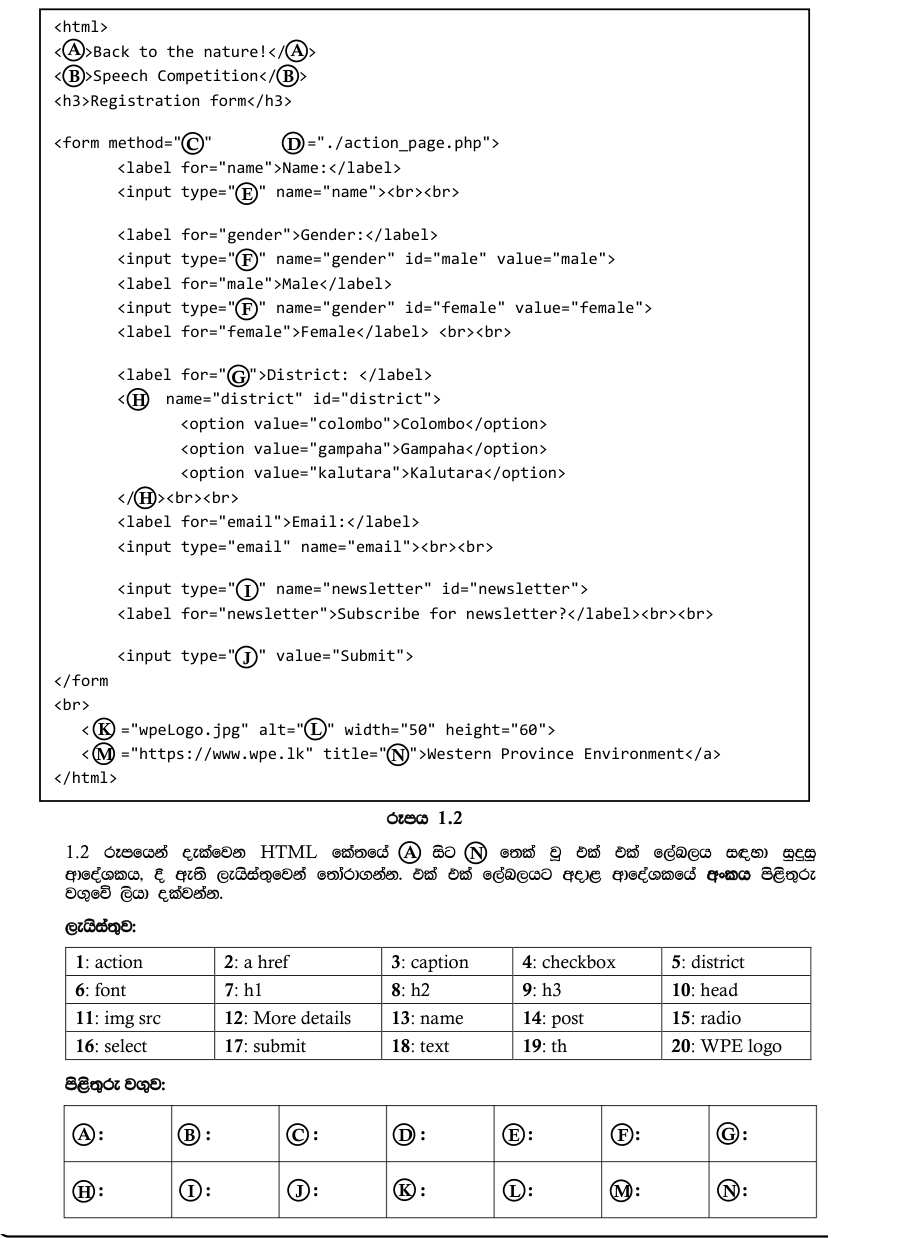 <html>
<Ⓐ>Back to the nature!</Ⓐ>
<Ⓑ>Speech Competition</Ⓑ>
<h3>Registration form</h3>
<form method="Ⓒ" Ⓓ="./action_page.php">
<label for="name">Name:</label>
<input type="Ⓔ" name="name"><br><br>
<label for="gender">Gender:</label>
<input type="Ⓕ" name="gender" id="male" value="male">
<label for="male">Male</label>
<input type="Ⓕ" name="gender" id="female" value="female">
<label for="female">Female</label> <br><br>
<label for="Ⓖ">District: </label>
<Ⓗ name="district" id="district">
<option value="colombo">Colombo</option>
<option value="gampaha">Gampaha</option>
<option value="kalutara">Kalutara</option>
</Ⓗ><br><br>
<label for="email">Email:</label>
<input type="email" name="email"><br><br>
<input type="Ⓘ" name="newsletter" id="newsletter">
<label for="newsletter">Subscribe for newsletter?</label><br><br>
<input type="Ⓙ" value="Submit">
</form
<br>
<Ⓚ="wpeLogo.jpg" alt="Ⓛ" width="50" height="60">
<Ⓜ="https://www.wpe.lk" title="Ⓝ">Western Province Environment</a>
</html>
රූපය 1.2
1.2 රූපයෙන් දැක්වෙන HTML කේතයේ Ⓐ සිට Ⓝ තෙක් වූ එක් එක් ලේබලය සඳහා සුදුසු
ආදේශකය, දී ඇති ලැයිස්තුවෙන් තෝරාගන්න. එක් එක් ලේබලයට අදාළ ආදේශකයේ අංකය පිළිතුරු
වගුවේ ලියා දක්වන්න.
ලැයිස්තුව:
1: action 2: a href 3: caption 4: checkbox 5: district
6: font 7: h1 8: h2 9: h3 10: head
11: img src 12: More details 13: name 14: post 15: radio
16: select 17: submit 18: text 19: th 20: WPE logo
පිළිතුරු වගුව:
Ⓐ: Ⓑ: Ⓒ: Ⓓ: Ⓔ: Ⓕ: Ⓖ:
Ⓗ: Ⓘ: Ⓙ: Ⓚ: Ⓛ: Ⓜ: Ⓝ: